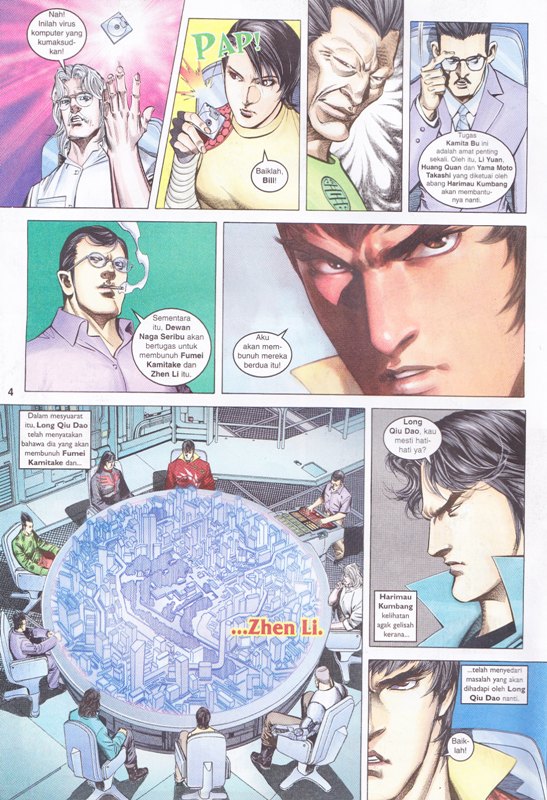 Nah!
Inilah virus
komputer yang
kumaksud-
kan!
PAP!
Baiklah,
Bill!
Tugas
Kamita Bu ini
adalah amat penting
sekali. Oleh itu, Li Yuan,
Huang Quan dan Yama Moto
Takashi yang diketuai oleh
abang Harimau Kumbang
akan membantu-
nya nanti.
Sementara
itu, Dewan
Naga Seribu akan
bertugas untuk
membunuh Fumei
Kamitake dan
Zhen Li itu.
Aku
akan mem-
bunuh mereka
berdua itu!
4
Dalam mesyuarat
itu, Long Qiu Dao
telah menyatakan
bahawa dia yang akan
membunuh Fumei
Kamitake dan...
...Zhen Li.
Long
Qiu Dao, kau
mesti hati-
hati ya?
Harimau
Kumbang
kelihatan
agak gelisah
kerana...
...telah menyedari
masalah yang akan
dihadapi oleh Long
Qiu Dao nanti.
Baik-
lah!